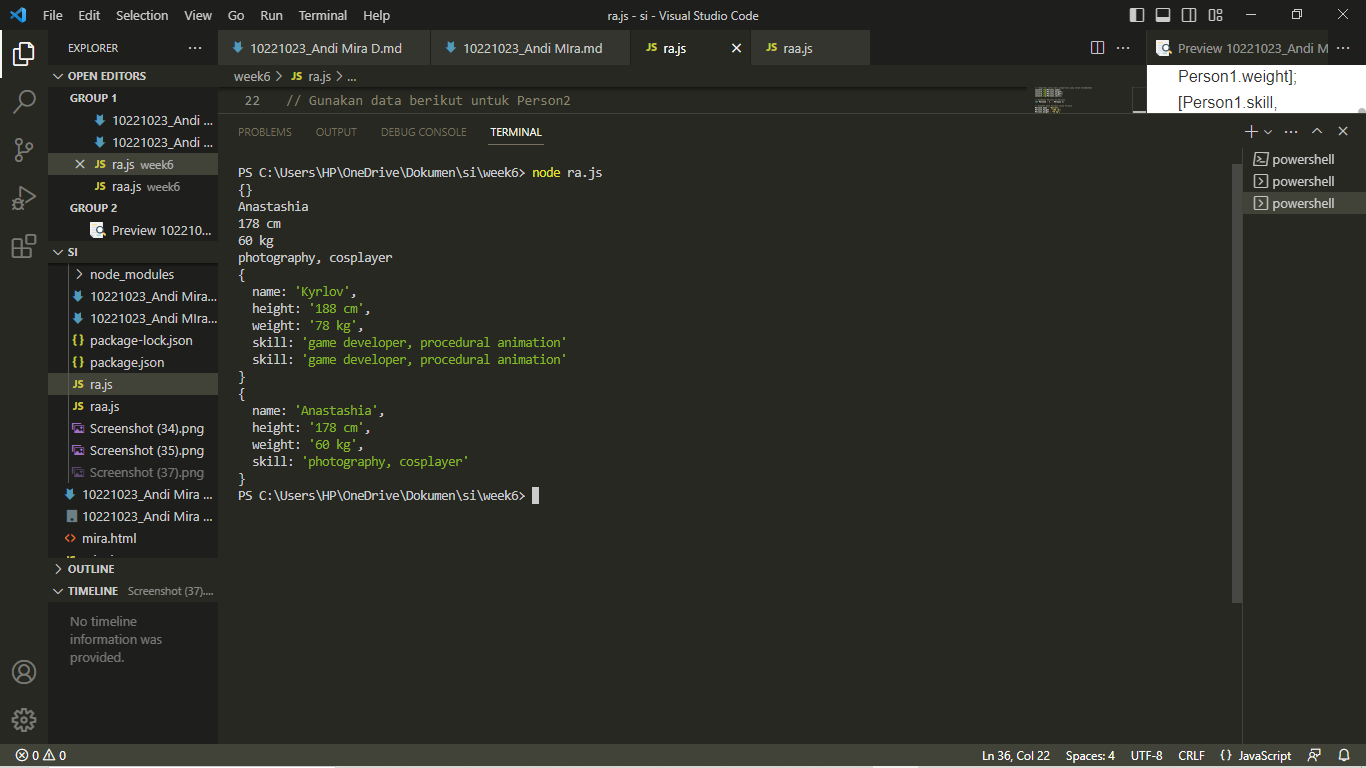 File Edit Selection View Go Run Terminal Help ra.js - si - Visual Studio Code
EXPLORER ...
10221023_Andi Mira D.md 10221023_Andi MIra.md JS ra.js JS raa.js ... Preview 10221023_Andi M ...
OPEN EDITORS
GROUP 1
10221023_Andi ...
10221023_Andi ...
JS ra.js week6
JS raa.js week6
GROUP 2
Preview 102210...
SI
node_modules
10221023_Andi Mira...
10221023_Andi MIra...
{} package-lock.json
{} package.json
JS ra.js
JS raa.js
Screenshot (34).png
Screenshot (35).png
Screenshot (37).png
10221023_Andi Mira ...
10221023_Andi Mira ...
<> mira.html
OUTLINE
TIMELINE Screenshot (37)....
No timeline
information was
provided.
week6 > JS ra.js > ...
22 // Gunakan data berikut untuk Person2
Person1.weight];
[Person1.skill,
PROBLEMS OUTPUT DEBUG CONSOLE TERMINAL
PS C:\Users\HP\OneDrive\Dokumen\si\week6> node ra.js
{}
Anastashia
178 cm
60 kg
photography, cosplayer
{
name: 'Kyrlov',
height: '188 cm',
weight: '78 kg',
skill: 'game developer, procedural animation'
skill: 'game developer, procedural animation'
}
{
name: 'Anastashia',
height: '178 cm',
weight: '60 kg',
skill: 'photography, cosplayer'
}
PS C:\Users\HP\OneDrive\Dokumen\si\week6>
powershell
powershell
powershell
0 0 Ln 36, Col 22 Spaces: 4 UTF-8 CRLF {} JavaScript